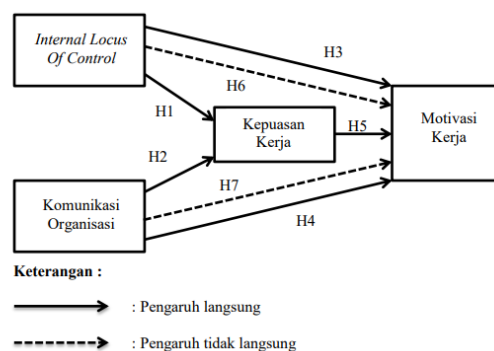 Internal Locus
Of Control
H3
H6
H1
Kepuasan
Kerja
H5
Motivasi
Kerja
H2
H7
Komunikasi
Organisasi
H4
Keterangan :
: Pengaruh langsung
: Pengaruh tidak langsung